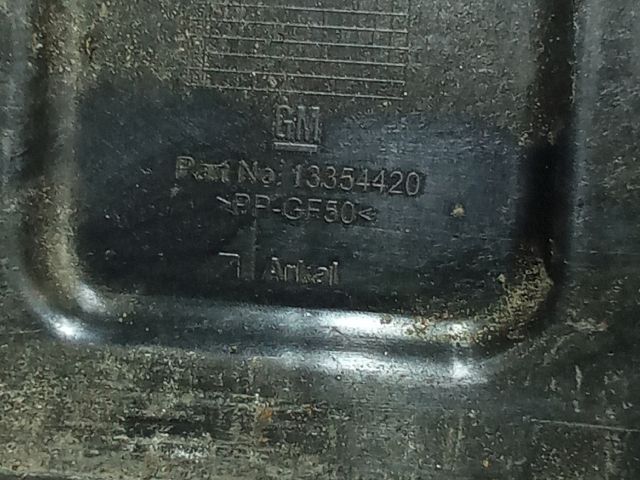 GM
Part No: 13354420
>PP-GF50<
Arkal